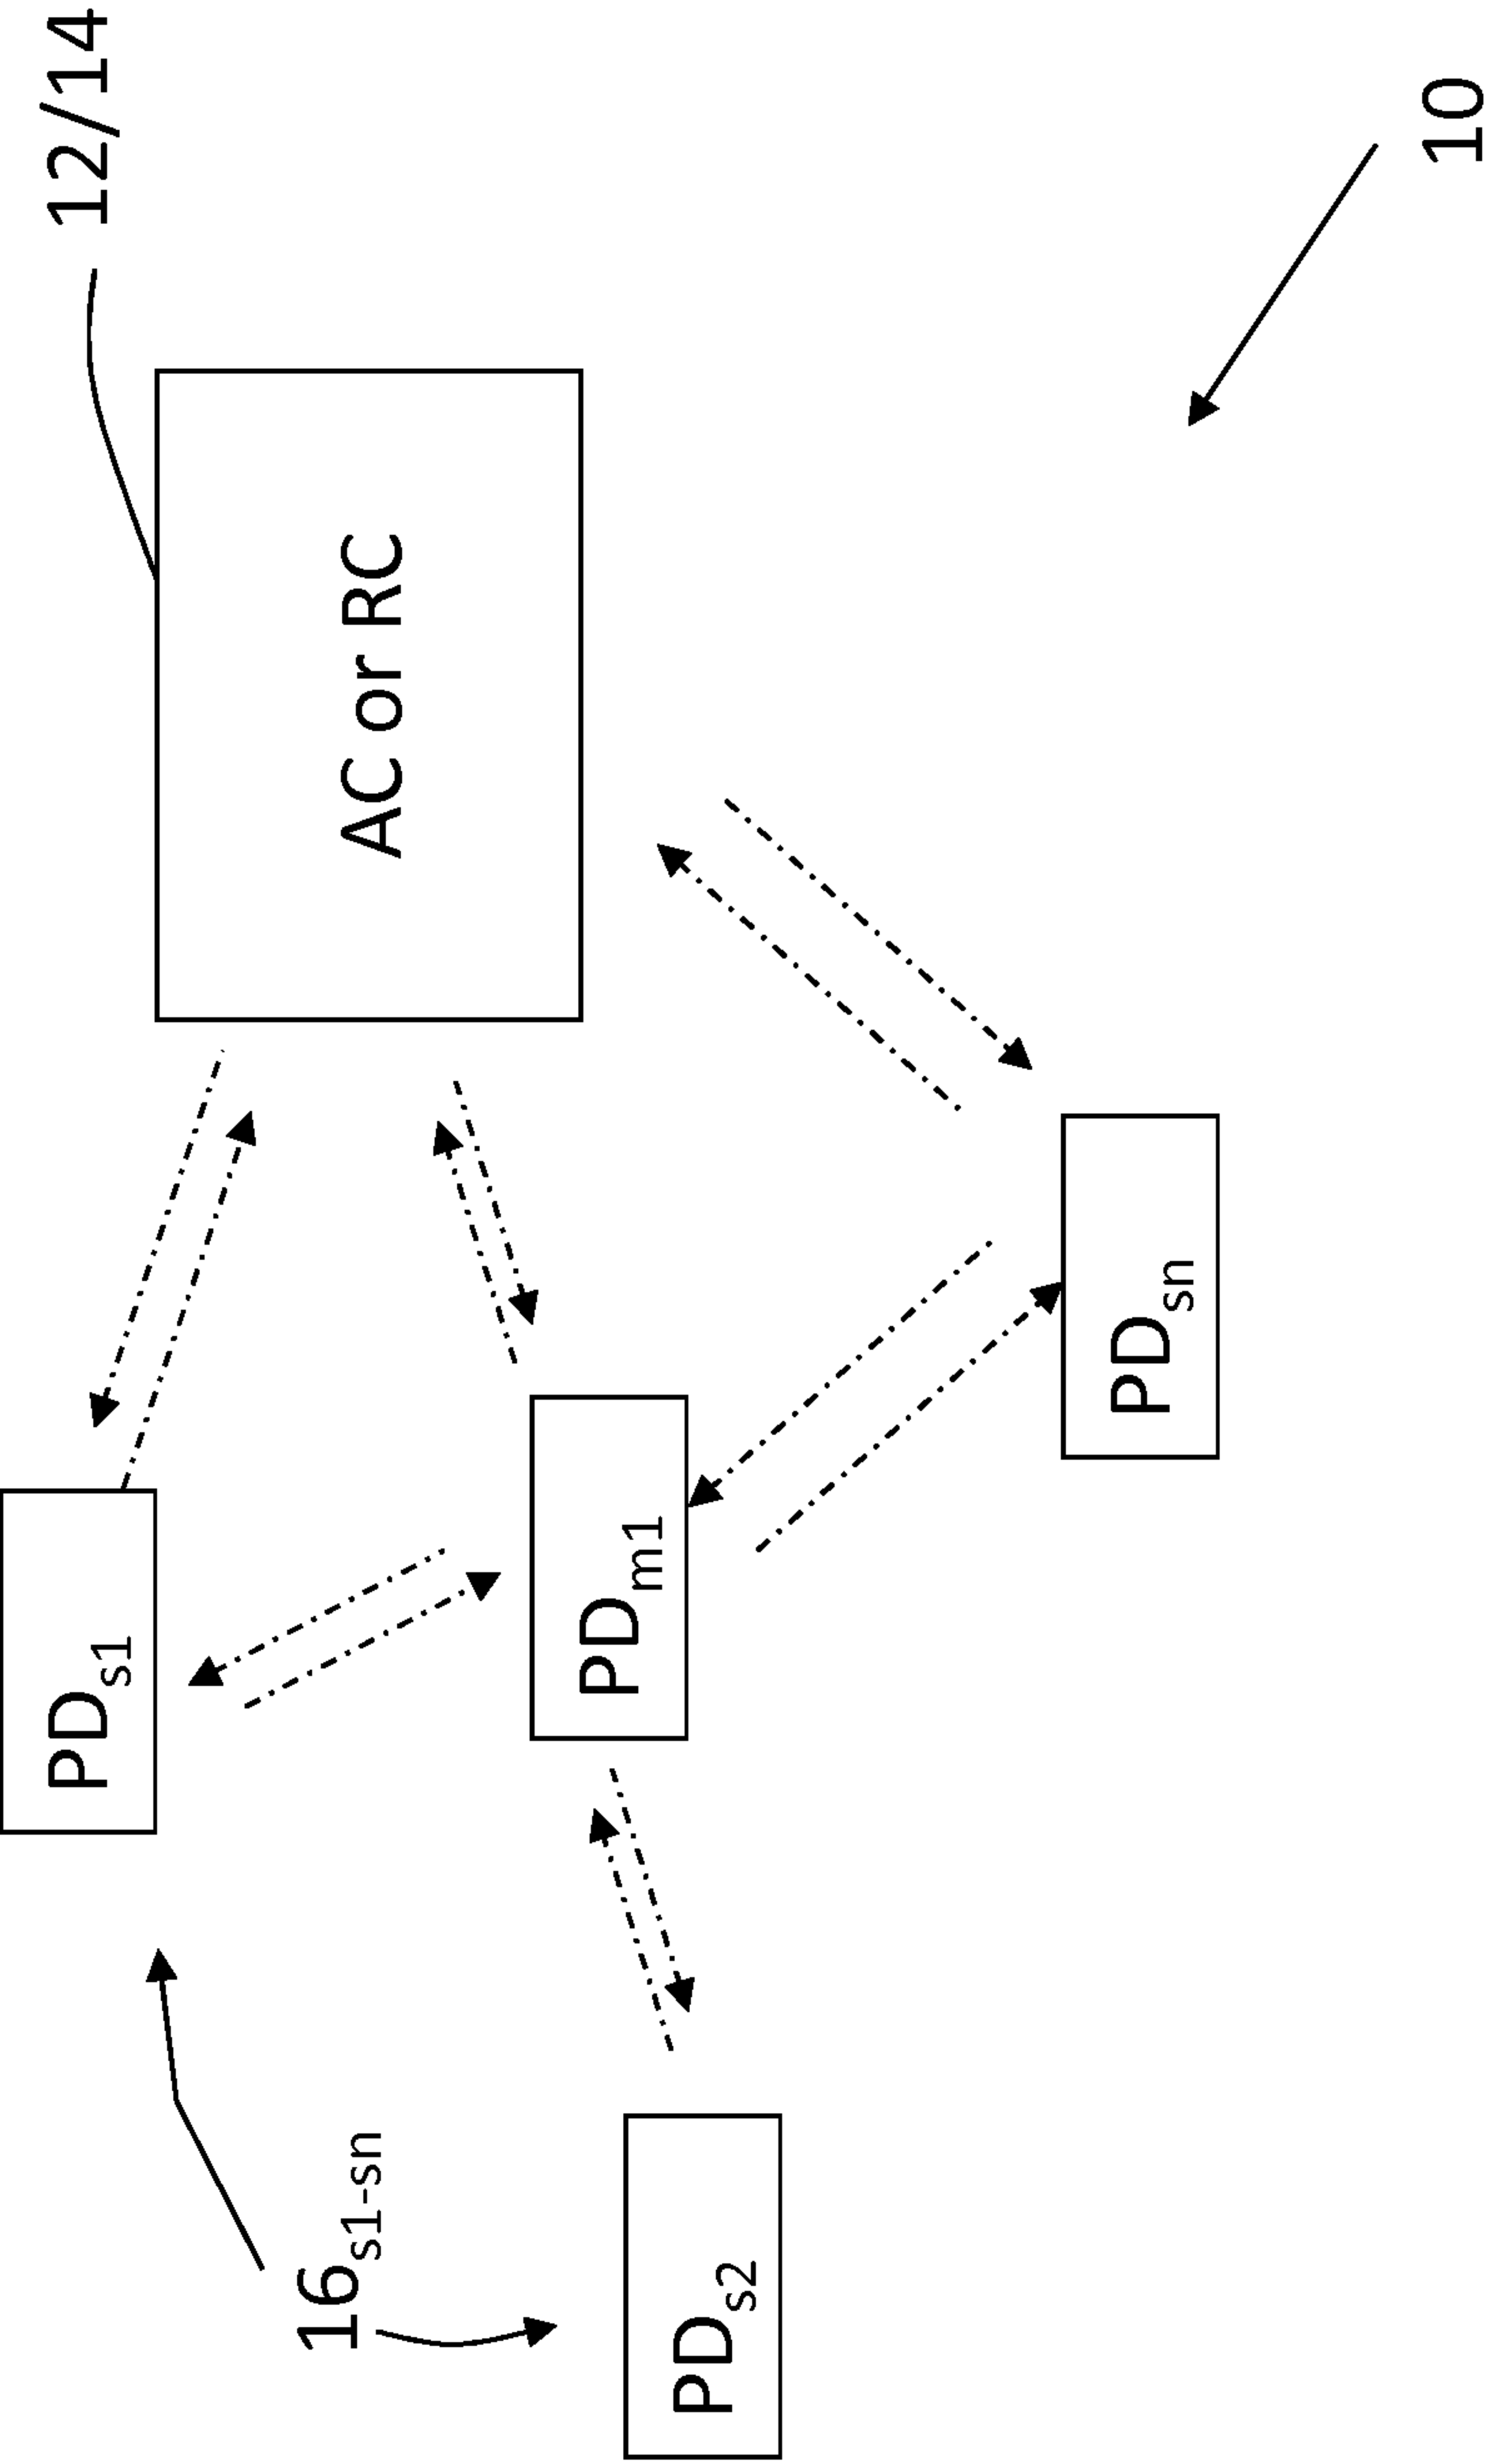 12/14
AC or RC
10
PDs1
PDm1
PDsn
16s1-sn
PDs2